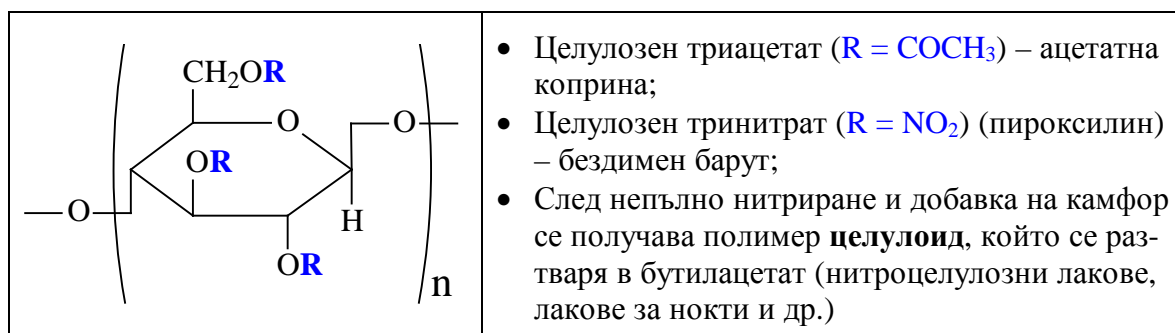 CH₂OR
O
O
OR
O
H
OR
n
• Целулозен триацетат (R = COCH₃) – ацетатна
коприна;
• Целулозен тринитрат (R = NO₂) (пироксилин)
– бездимен барут;
• След непълно нитриране и добавка на камфор
се получава полимер целулоид, който се раз-
тваря в бутилацетат (нитроцелулозни лакове,
лакове за нокти и др.)